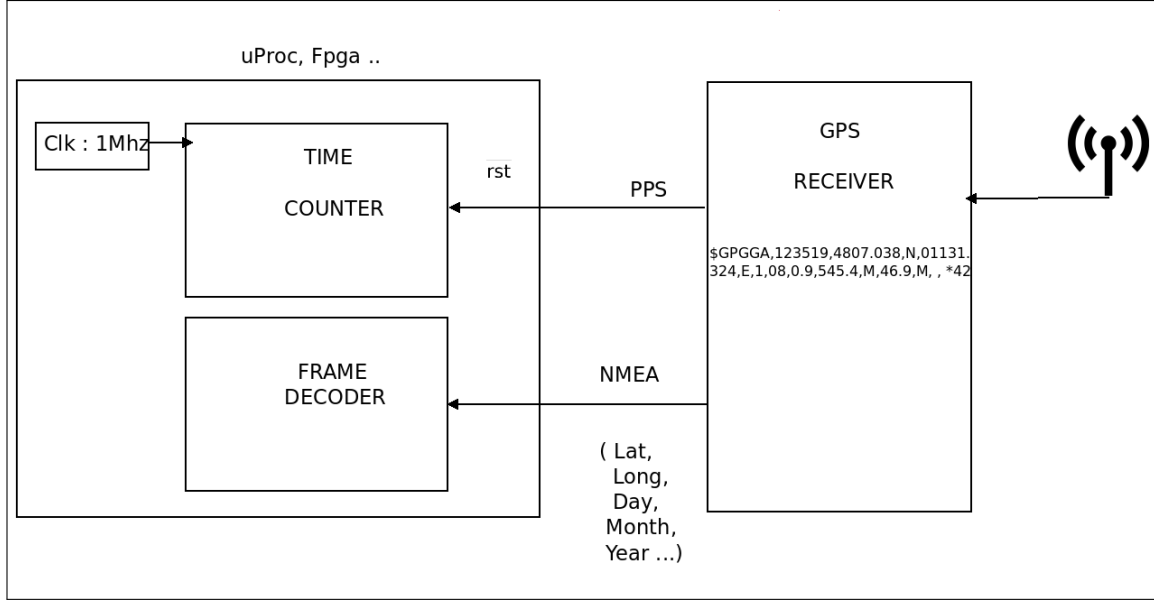 uProc, Fpga ..
Clk : 1Mhz
TIME
COUNTER
rst
PPS
GPS
RECEIVER
$GPGGA,123519,4807.038,N,01131.
324,E,1,08,0.9,545.4,M,46.9,M, , *42
FRAME
DECODER
NMEA
( Lat,
Long,
Day,
Month,
Year ...)